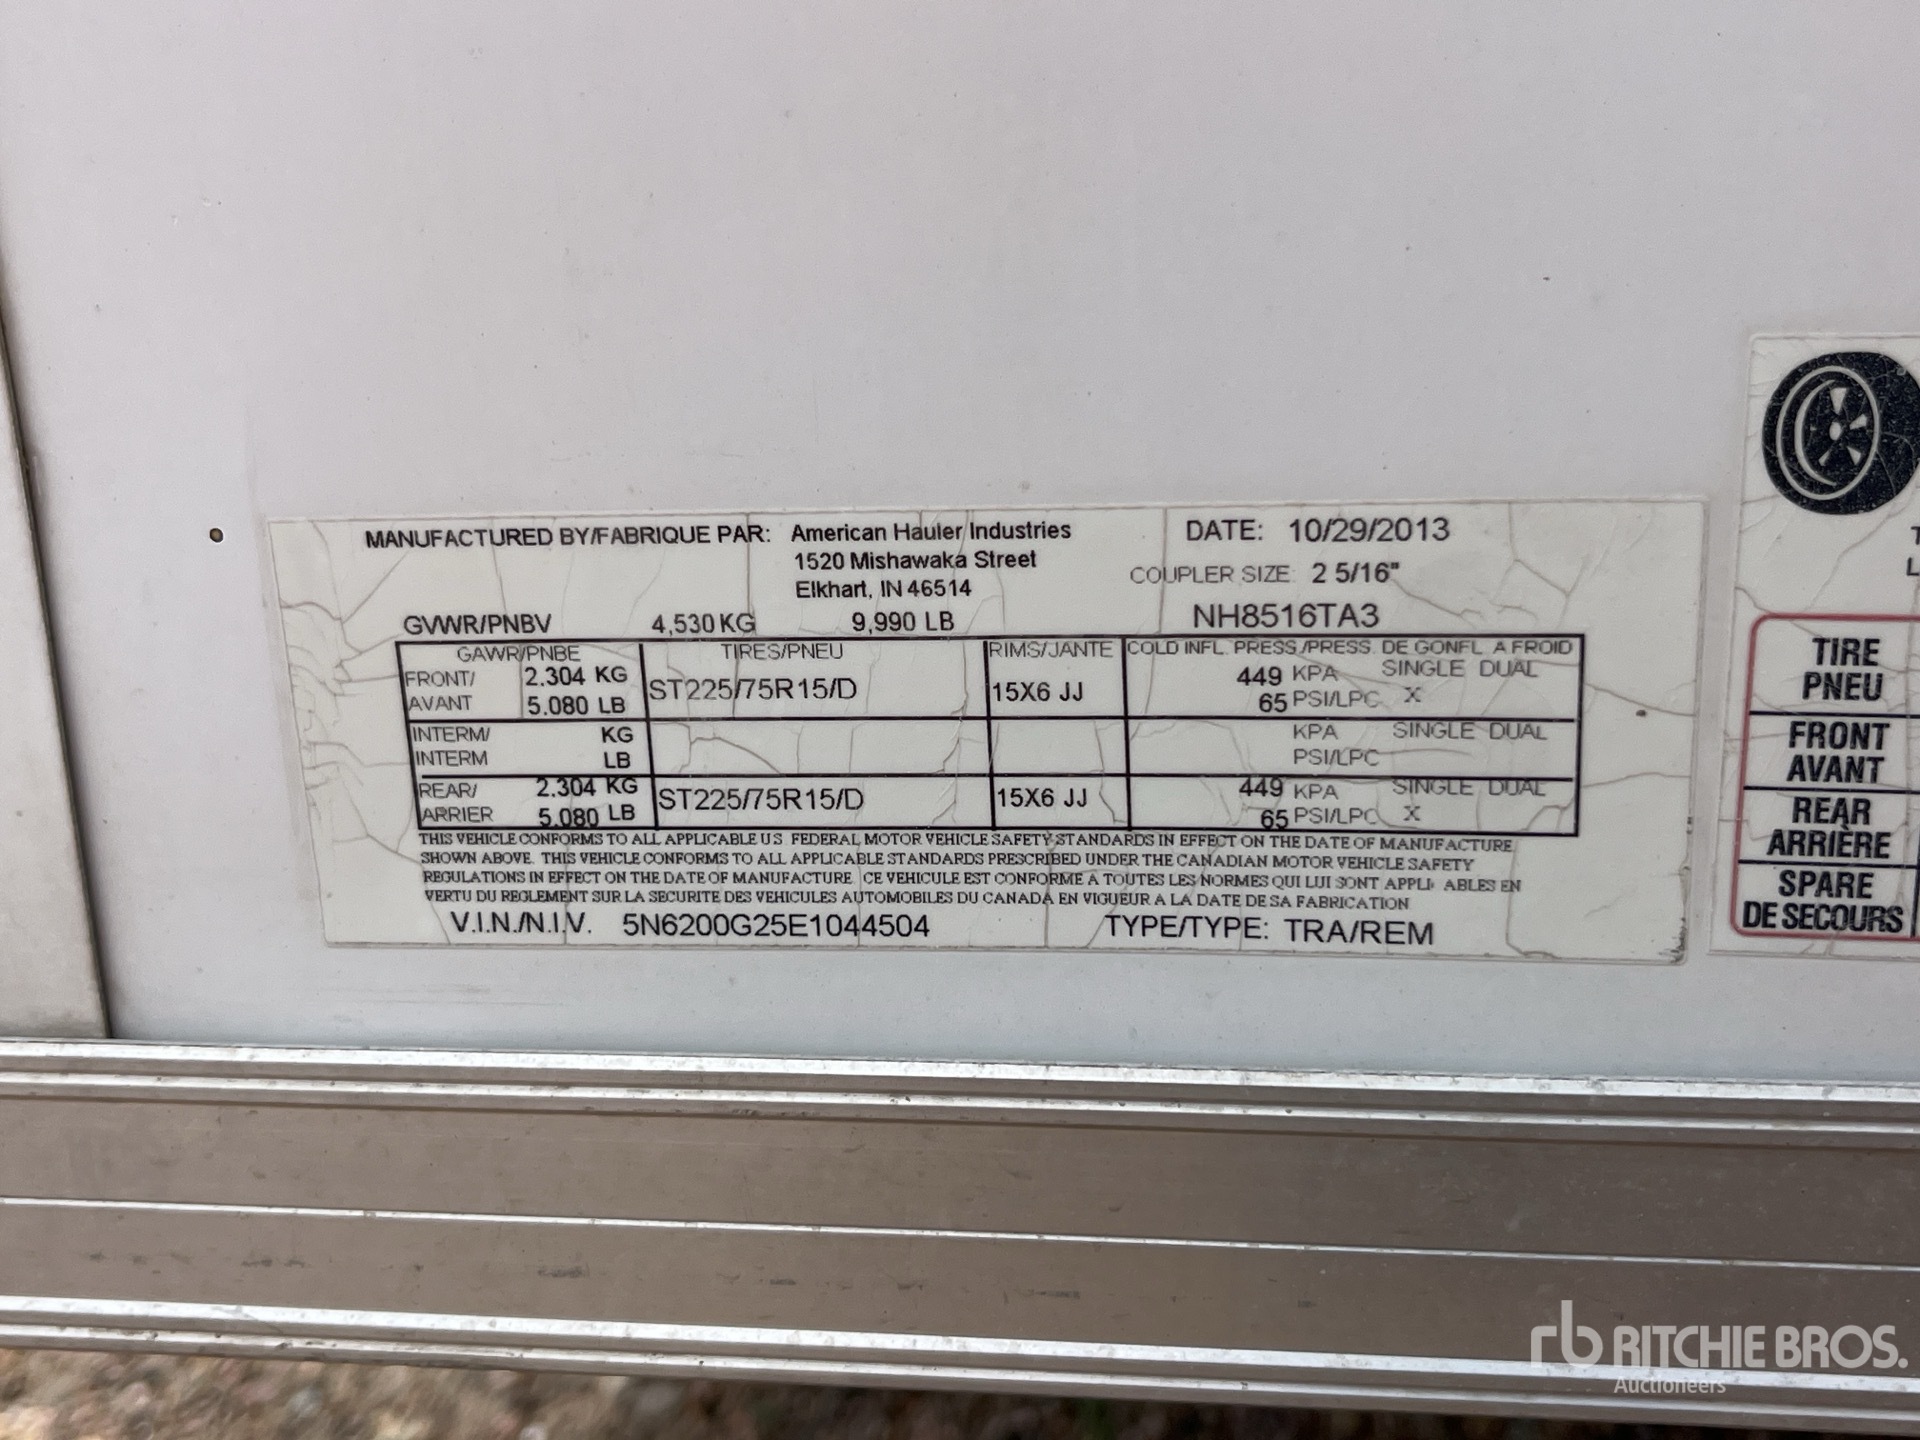 MANUFACTURED BY/FABRIQUE PAR: American Hauler Industries DATE: 10/29/2013
1520 Mishawaka Street
Elkhart, IN 46514 COUPLER SIZE 2 5/16"
GVWR/PNBV 4,530 KG 9,990 LB NH8516TA3
GAWR/PNBE TIRES/PNEU RIMS/JANTE COLD INFL. PRESS./PRESS. DE GONFL. A FROID
FRONT/ 2.304 KG ST225/75R15/D 15X6 JJ 449 KPA SINGLE DUAL
AVANT 5.080 LB 65 PSI/LPC X
INTERM/ KG KPA SINGLE DUAL
INTERM LB PSI/LPC
REAR/ 2.304 KG ST225/75R15/D 15X6 JJ 449 KPA SINGLE DUAL
ARRIER 5.080 LB 65 PSI/LPC X
THIS VEHICLE CONFORMS TO ALL APPLICABLE U.S. FEDERAL MOTOR VEHICLE SAFETY STANDARDS IN EFFECT ON THE DATE OF MANUFACTURE
SHOWN ABOVE. THIS VEHICLE CONFORMS TO ALL APPLICABLE STANDARDS PRESCRIBED UNDER THE CANADIAN MOTOR VEHICLE SAFETY
REGULATIONS IN EFFECT ON THE DATE OF MANUFACTURE. CE VEHICULE EST CONFORME A TOUTES LES NORMES QUI LUI SONT APPLI ABLES EN
VERTU DU REGLEMENT SUR LA SECURITE DES VEHICULES AUTOMOBILES DU CANADA EN VIGUEUR A LA DATE DE SA FABRICATION
V.I.N./N.I.V. 5N6200G25E1044504 TYPE/TYPE: TRA/REM
TIRE
PNEU
FRONT
AVANT
REAR
ARRIÈRE
SPARE
DE SECOURS
rb RITCHIE BROS.
Auctioneers